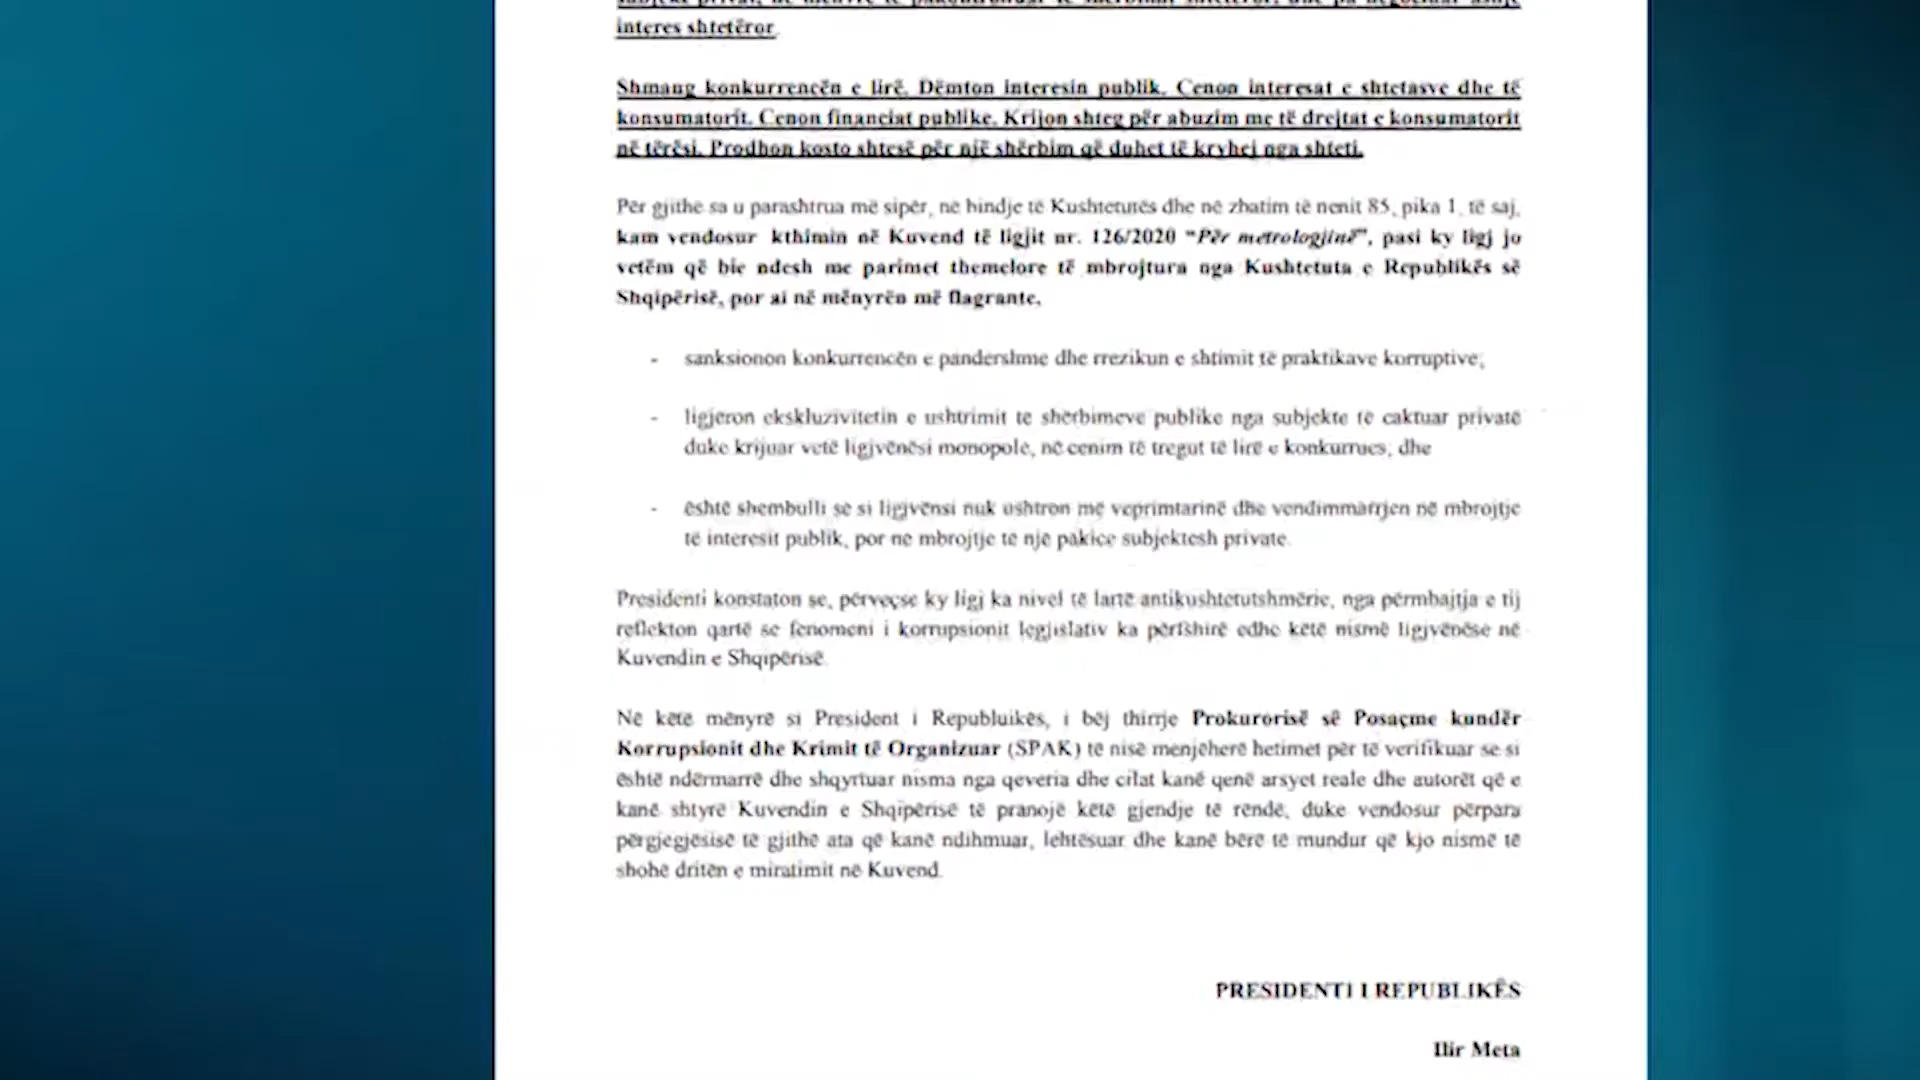 interes shtetëror.
Shmang konkurrencën e lirë. Dëmton interesin publik. Cenon interesat e shtetasve dhe të
konsumatorit. Cenon financiat publike. Krijon shteg për abuzim me të drejtat e konsumatorit
në tërësi. Prodhon kosto shtesë për një shërbim që duhet të kryhej nga shteti.
Për gjithë sa u parashtrua më sipër, në bindje të Kushtetutës dhe në zbatim të nenit 85, pika 1, të saj,
kam vendosur kthimin në Kuvend të ligjit nr. 126/2020 “Për metrologjinë”, pasi ky ligj jo
vetëm që bie ndesh me parimet themelore të mbrojtura nga Kushtetuta e Republikës së
Shqipërisë, por ai në mënyrën më flagrante,
- sanksionon konkurrencën e pandershme dhe rrezikun e shtimit të praktikave korruptive;
- ligjëron ekskluzivitetin e ushtrimit të shërbimeve publike nga subjekte të caktuar privatë
duke krijuar vetë ligjvënësi monopole, në cenim të tregut të lirë e konkurrues; dhe
- është shembulli se si ligjvënsi nuk ushtron më veprimtarinë dhe vendimmarrjen në mbrojtje
të interesit publik, por në mbrojtje të një pakice subjektesh private.
Presidenti konstaton se, përveçse ky ligj ka nivel të lartë antikushtetutshmërie, nga përmbajtja e tij
reflekton qartë se fenomeni i korrupsionit legjislativ ka përfshirë edhe këtë nismë ligjvënëse në
Kuvendin e Shqipërisë.
Në këtë mënyrë si President i Republuikës, i bëj thirrje Prokurorisë së Posaçme kundër
Korrupsionit dhe Krimit të Organizuar (SPAK) të nisë menjëherë hetimet për të verifikuar se si
është ndërmarrë dhe shqyrtuar nisma nga qeveria dhe cilat kanë qenë arsyet reale dhe autorët që e
kanë shtyrë Kuvendin e Shqipërisë të pranojë këtë gjendje të rëndë, duke vendosur përpara
përgjegjësisë të gjithë ata që kanë ndihmuar, lehtësuar dhe kanë bërë të mundur që kjo nismë të
shohë dritën e miratimit në Kuvend.
PRESIDENTI I REPUBLIKËS
Ilir Meta